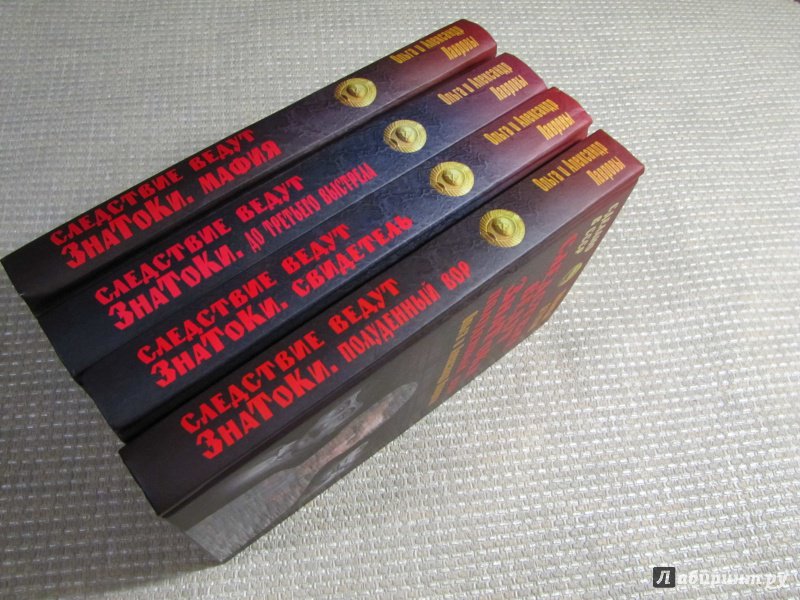 Ольга и Александр
Лавровы
СЛЕДСТВИЕ ВЕДУТ
ЗнаТоКи. МАФИЯ
Ольга и Александр
Лавровы
СЛЕДСТВИЕ ВЕДУТ
ЗнаТоКи. ДО ТРЕТЬЕГО ВЫСТРЕЛА
Ольга и Александр
Лавровы
СЛЕДСТВИЕ ВЕДУТ
ЗнаТоКи. СВИДЕТЕЛЬ
Ольга и Александр
Лавровы
СЛЕДСТВИЕ ВЕДУТ
ЗнаТоКи. ПОЛУДЕННЫЙ ВОР
Лабиринт.ру